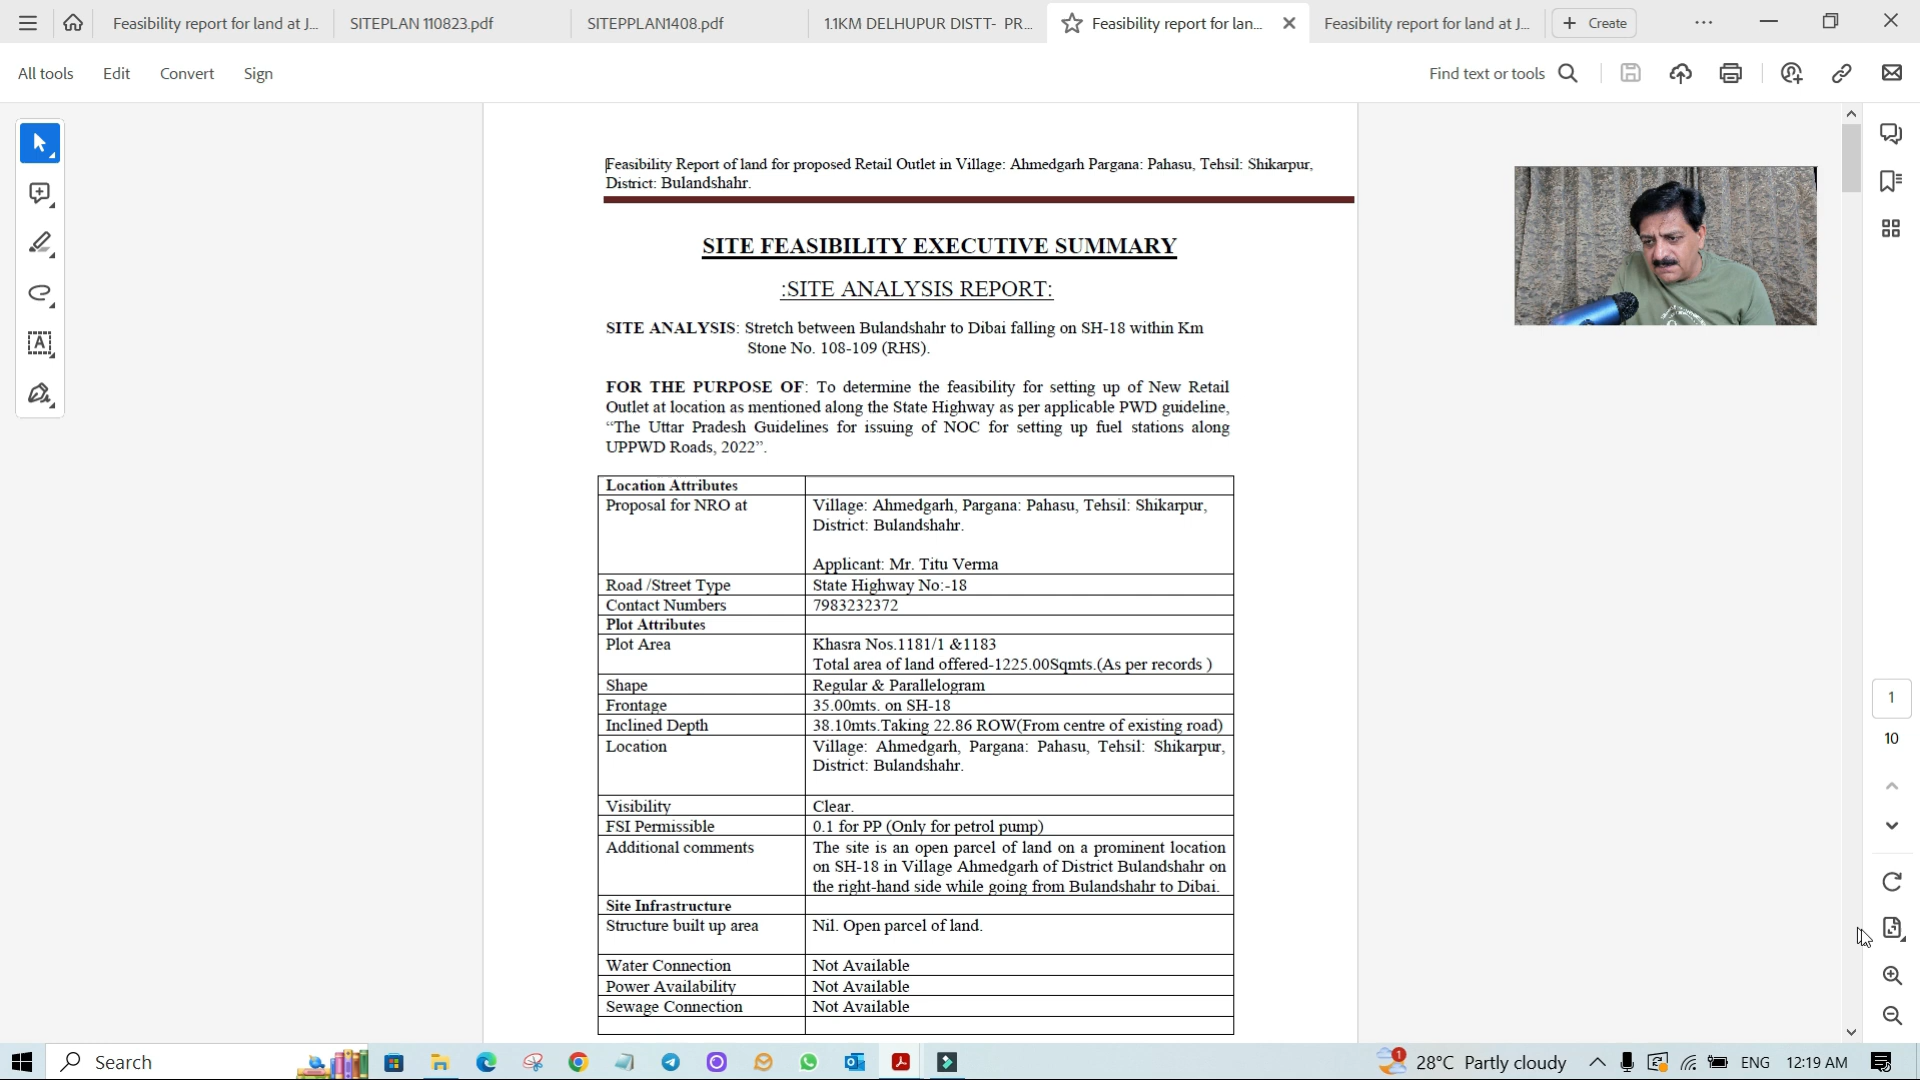 Feasibility report for land at J...
SITEPLAN 110823.pdf
SITEPPLAN1408.pdf
1.1KM DELHUPUR DISTT- PR...
Feasibility report for lan...
Feasibility report for land at J...
Create
All tools
Edit
Convert
Sign
Find text or tools
Feasibility Report of land for proposed Retail Outlet in Village: Ahmedgarh Pargana: Pahasu, Tehsil: Shikarpur,
District: Bulandshahr.
SITE FEASIBILITY EXECUTIVE SUMMARY
:SITE ANALYSIS REPORT:
SITE ANALYSIS: Stretch between Bulandshahr to Dibai falling on SH-18 within Km
Stone No. 108-109 (RHS).
FOR THE PURPOSE OF: To determine the feasibility for setting up of New Retail
Outlet at location as mentioned along the State Highway as per applicable PWD guideline,
“The Uttar Pradesh Guidelines for issuing of NOC for setting up fuel stations along
UPPWD Roads, 2022”.
Location Attributes
Proposal for NRO at
Village: Ahmedgarh, Pargana: Pahasu, Tehsil: Shikarpur,
District: Bulandshahr.
Applicant: Mr. Titu Verma
Road /Street Type
State Highway No:-18
Contact Numbers
7983232372
Plot Attributes
Plot Area
Khasra Nos.1181/1 &1183
Total area of land offered-1225.00Sqmts.(As per records )
Shape
Regular & Parallelogram
Frontage
35.00mts. on SH-18
Inclined Depth
38.10mts.Taking 22.86 ROW(From centre of existing road)
Location
Village: Ahmedgarh, Pargana: Pahasu, Tehsil: Shikarpur,
District: Bulandshahr.
Visibility
Clear.
FSI Permissible
0.1 for PP (Only for petrol pump)
Additional comments
The site is an open parcel of land on a prominent location
on SH-18 in Village Ahmedgarh of District Bulandshahr on
the right-hand side while going from Bulandshahr to Dibai.
Site Infrastructure
Structure built up area
Nil. Open parcel of land.
Water Connection
Not Available
Power Availability
Not Available
Sewage Connection
Not Available
1
10
Search
1
28°C Partly cloudy
ENG
12:19 AM